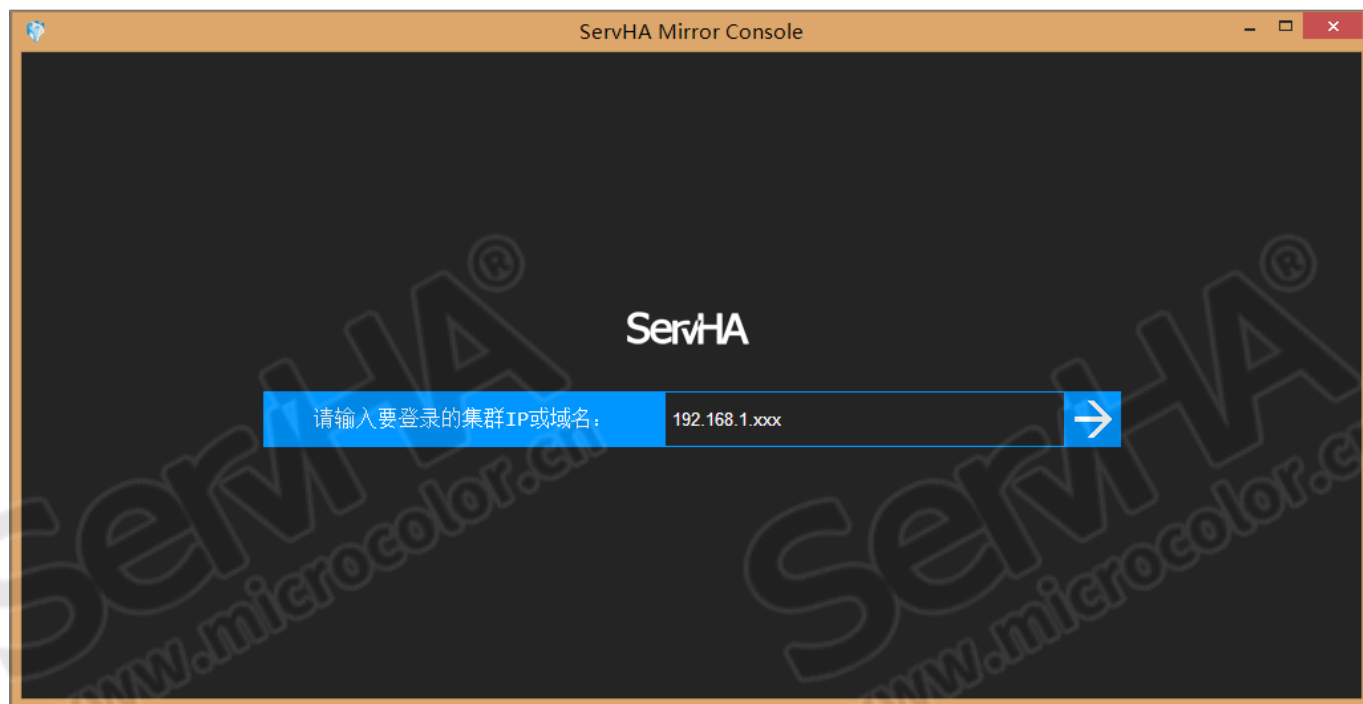 ServHA Mirror Console
ServHA
请输入要登录的集群IP或域名：
192.168.1.xxx
ServHA®
www.microcolor.cn
ServHA®
www.microcolor.cn